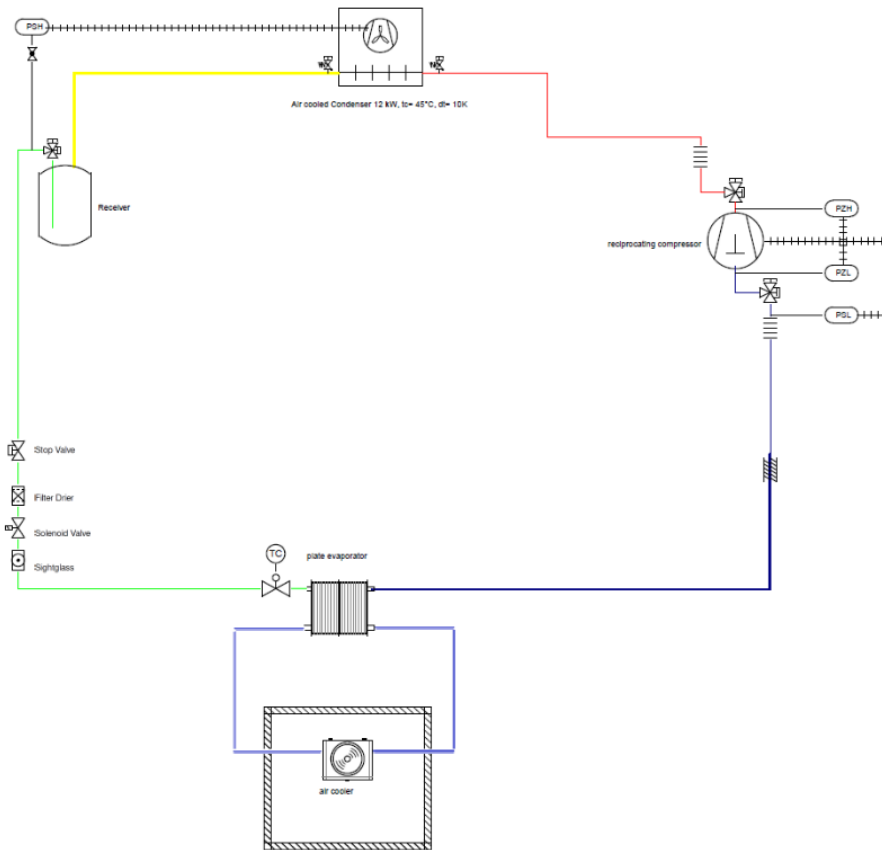 PSH
Air cooled Condenser 12 kW, tc= 45°C, dt= 10K
Receiver
PZH
reciprocating compressor
PZL
PSL
Stop Valve
Filter Drier
Solenoid Valve
Sightglass
TC
plate evaporator
air cooler